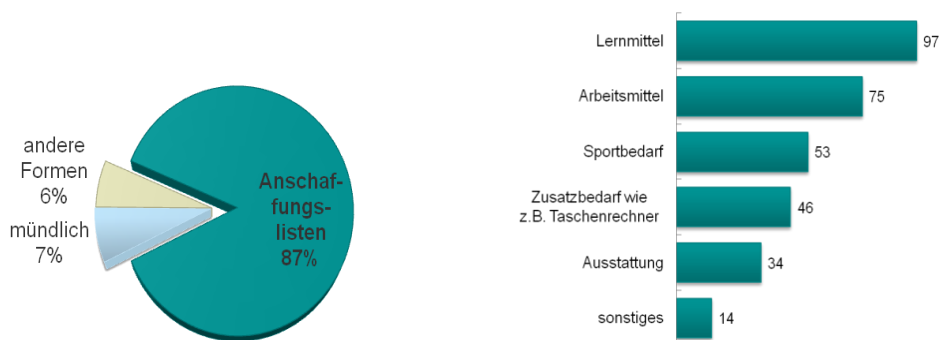 andere
Formen
6%
mündlich
7%
Anschaf-
fungs-
listen
87%
Lernmittel
97
Arbeitsmittel
75
Sportbedarf
53
Zusatzbedarf wie
z.B. Taschenrechner
46
Ausstattung
34
sonstiges
14